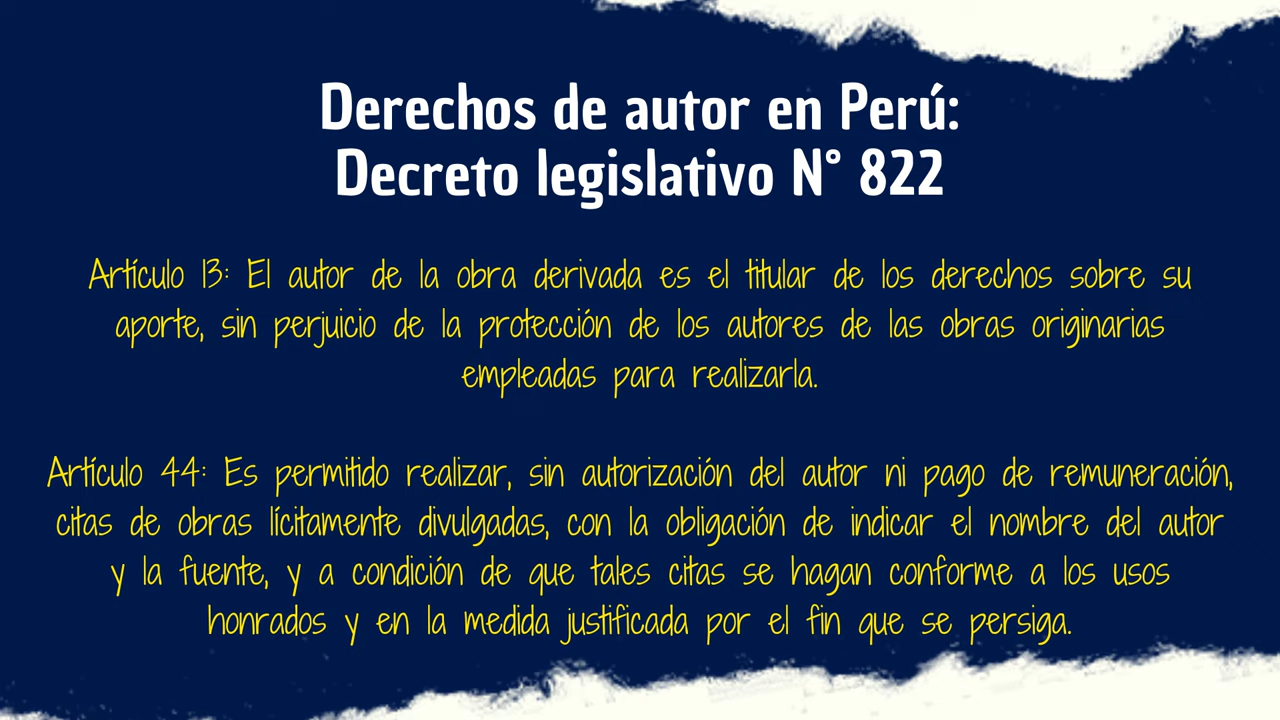 Derechos de autor en Perú:
Decreto legislativo N° 822
Artículo 13: El autor de la obra derivada es el titular de los derechos sobre su
aporte, sin perjuicio de la protección de los autores de las obras originarias
empleadas para realizarla.
Artículo 44: Es permitido realizar, sin autorización del autor ni pago de remuneración,
citas de obras lícitamente divulgadas, con la obligación de indicar el nombre del autor
y la fuente, y a condición de que tales citas se hagan conforme a los usos
honrados y en la medida justificada por el fin que se persiga.